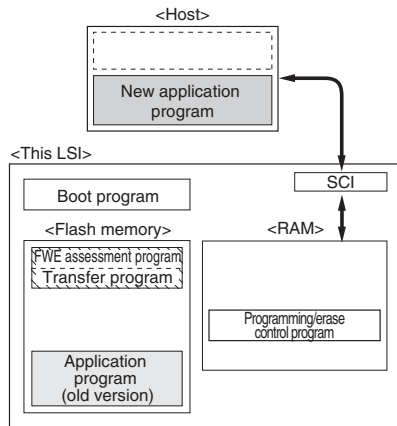 <Host>
New application
program
<This LSI>
SCI
Boot program
<Flash memory>
<RAM>
FWE assessment program
Transfer program
Programming/erase
control program
Application
program
(old version)